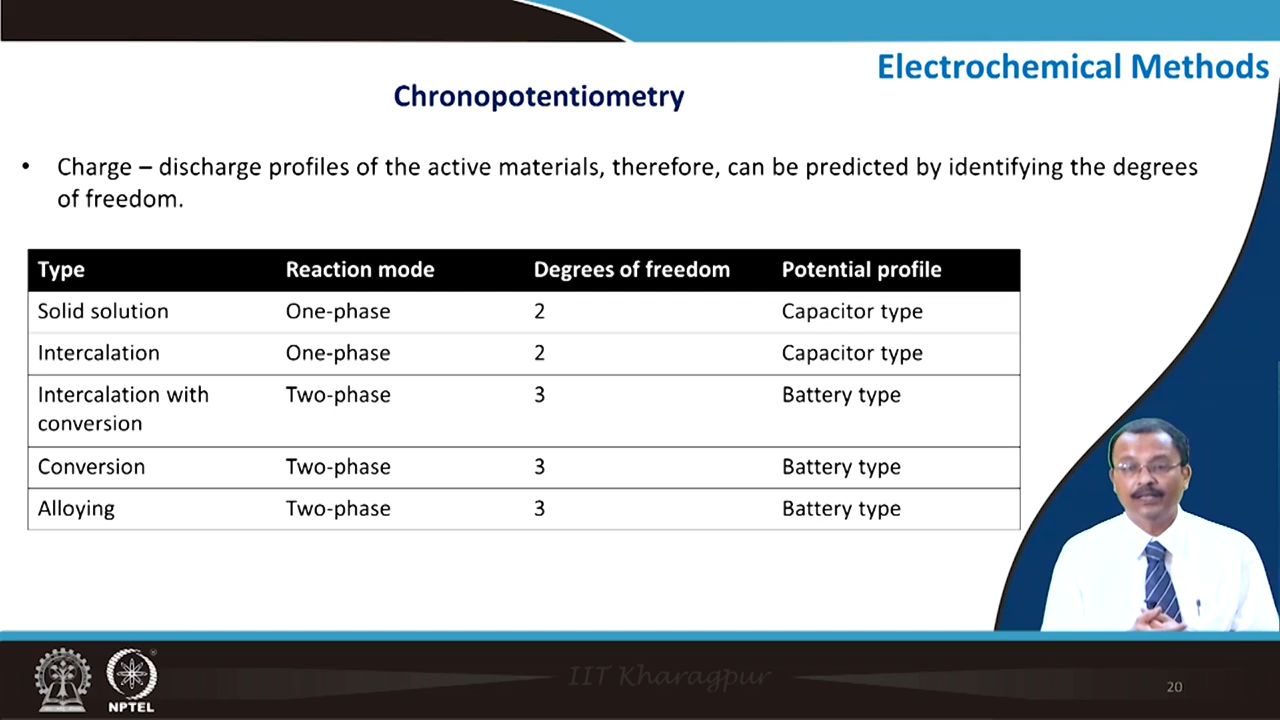 Electrochemical Methods
Chronopotentiometry
• Charge – discharge profiles of the active materials, therefore, can be predicted by identifying the degrees
of freedom.
Type Reaction mode Degrees of freedom Potential profile
Solid solution One-phase 2 Capacitor type
Intercalation One-phase 2 Capacitor type
Intercalation with Two-phase 3 Battery type
conversion
Conversion Two-phase 3 Battery type
Alloying Two-phase 3 Battery type
IIT Kharagpur
NPTEL
20